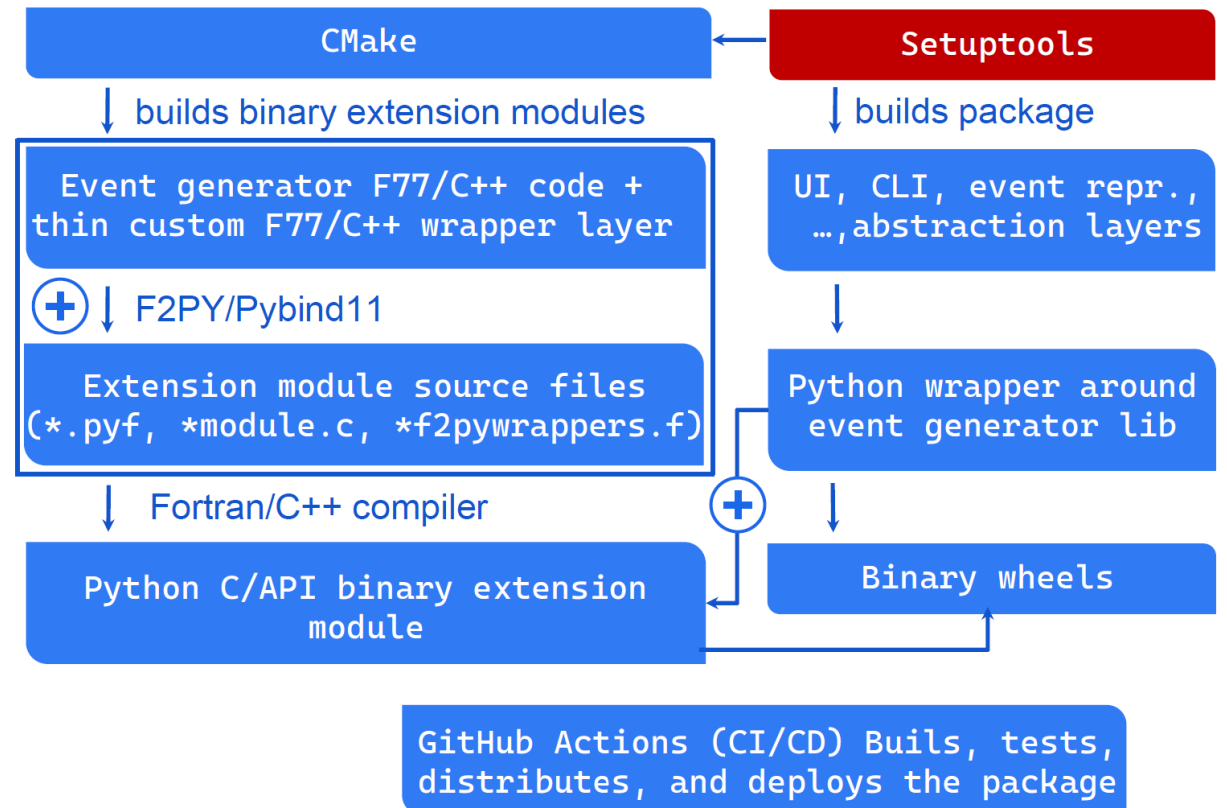 CMake
Setuptools
builds binary extension modules
builds package
Event generator F77/C++ code +
thin custom F77/C++ wrapper layer
UI, CLI, event repr.,
…,abstraction layers
F2PY/Pybind11
Extension module source files
(*.pyf, *module.c, *f2pywrappers.f)
Python wrapper around
event generator lib
Fortran/C++ compiler
Python C/API binary extension
module
Binary wheels
GitHub Actions (CI/CD) Buils, tests,
distributes, and deploys the package